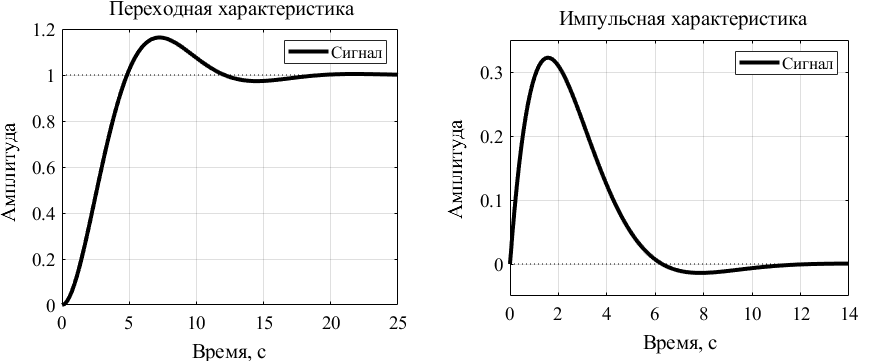 Переходная характеристика
Сигнал
1.2
1
0.8
0.6
0.4
0.2
0
0 5 10 15 20 25
Амплитуда
Время, с
Импульсная характеристика
Сигнал
0.3
0.2
0.1
0
0 2 4 6 8 10 12 14
Амплитуда
Время, с